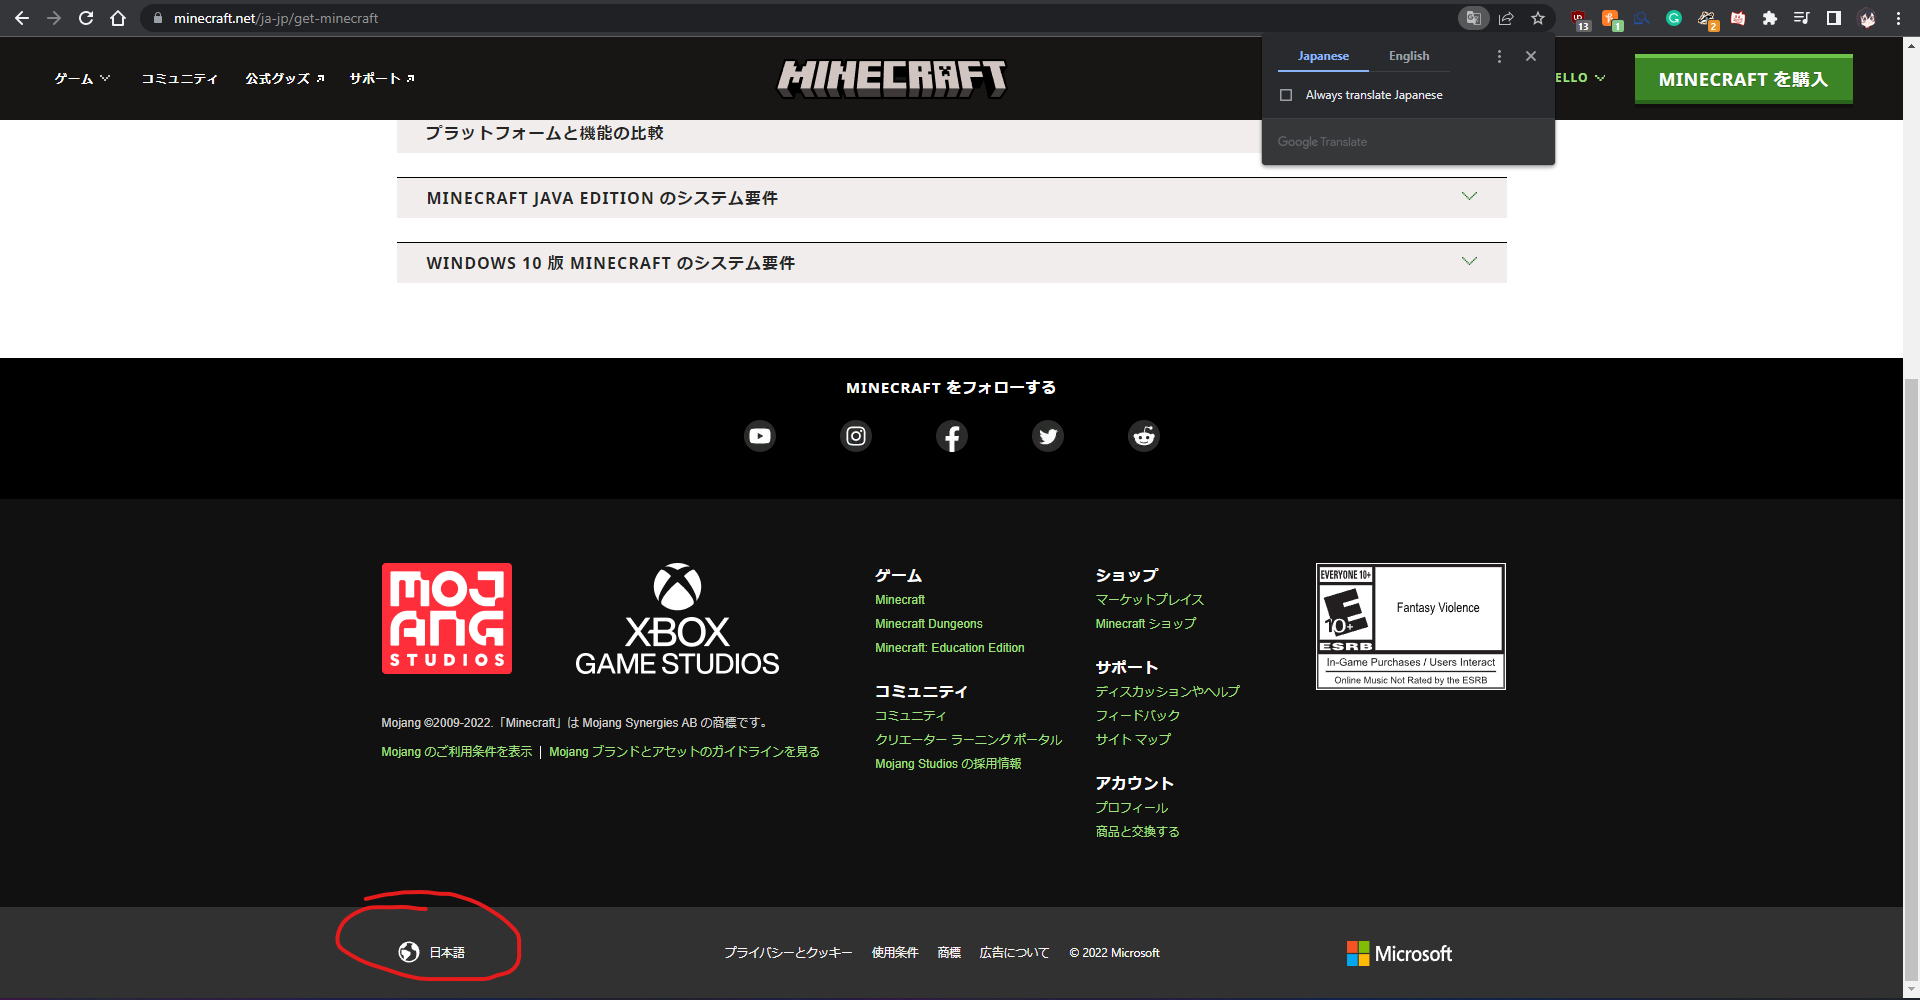 minecraft.net/ja-jp/get-minecraft
13
1
2
Japanese
English
Always translate Japanese
Google Translate
ゲーム
コミュニティ
公式グッズ
サポート
MINECRAFT
ELLO
MINECRAFT を購入
プラットフォームと機能の比較
MINECRAFT JAVA EDITION のシステム要件
WINDOWS 10 版 MINECRAFT のシステム要件
MINECRAFT をフォローする
MOJANG
STUDIOS
XBOX
GAME STUDIOS
Mojang ©2009-2022.「Minecraft」は Mojang Synergies AB の商標です。
Mojang のご利用条件を表示 | Mojang ブランドとアセットのガイドラインを見る
ゲーム
Minecraft
Minecraft Dungeons
Minecraft: Education Edition
コミュニティ
コミュニティ
クリエーター ラーニング ポータル
Mojang Studios の採用情報
ショップ
マーケットプレイス
Minecraft ショップ
サポート
ディスカッションやヘルプ
フィードバック
サイト マップ
アカウント
プロフィール
商品と交換する
EVERYONE 10+
E
10+
ESRB
Fantasy Violence
In-Game Purchases / Users Interact
Online Music Not Rated by the ESRB
日本語
プライバシーとクッキー
使用条件
商標
広告について
© 2022 Microsoft
Microsoft